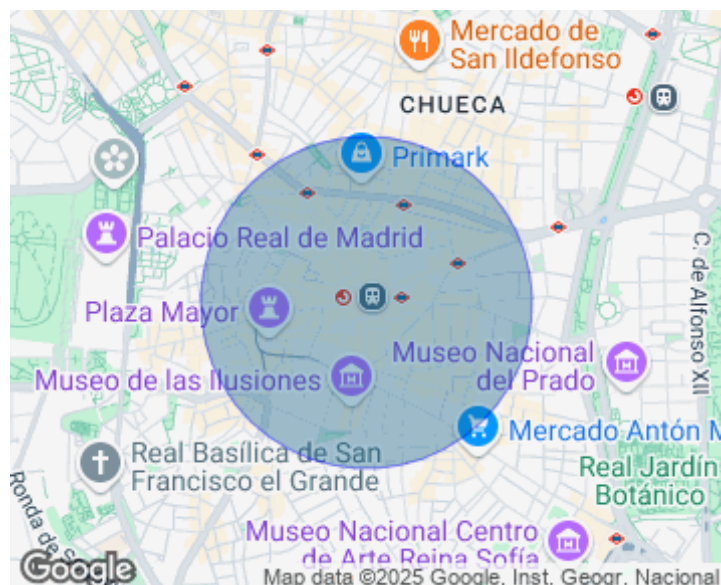 Mercado de
San Ildefonso
CHUECA
Primark
Palacio Real de Madrid
Plaza Mayor
C. de Alfonso XII
Museo Nacional
del Prado
Museo de las Ilusiones
Mercado Antón M
Real Basílica de San
Francisco el Grande
Real Jardín
Botánico
Ronda de S
Museo Nacional Centro
de Arte Reina Sofía
Google
Map data ©2025 Google, Inst. Geogr. Nacional